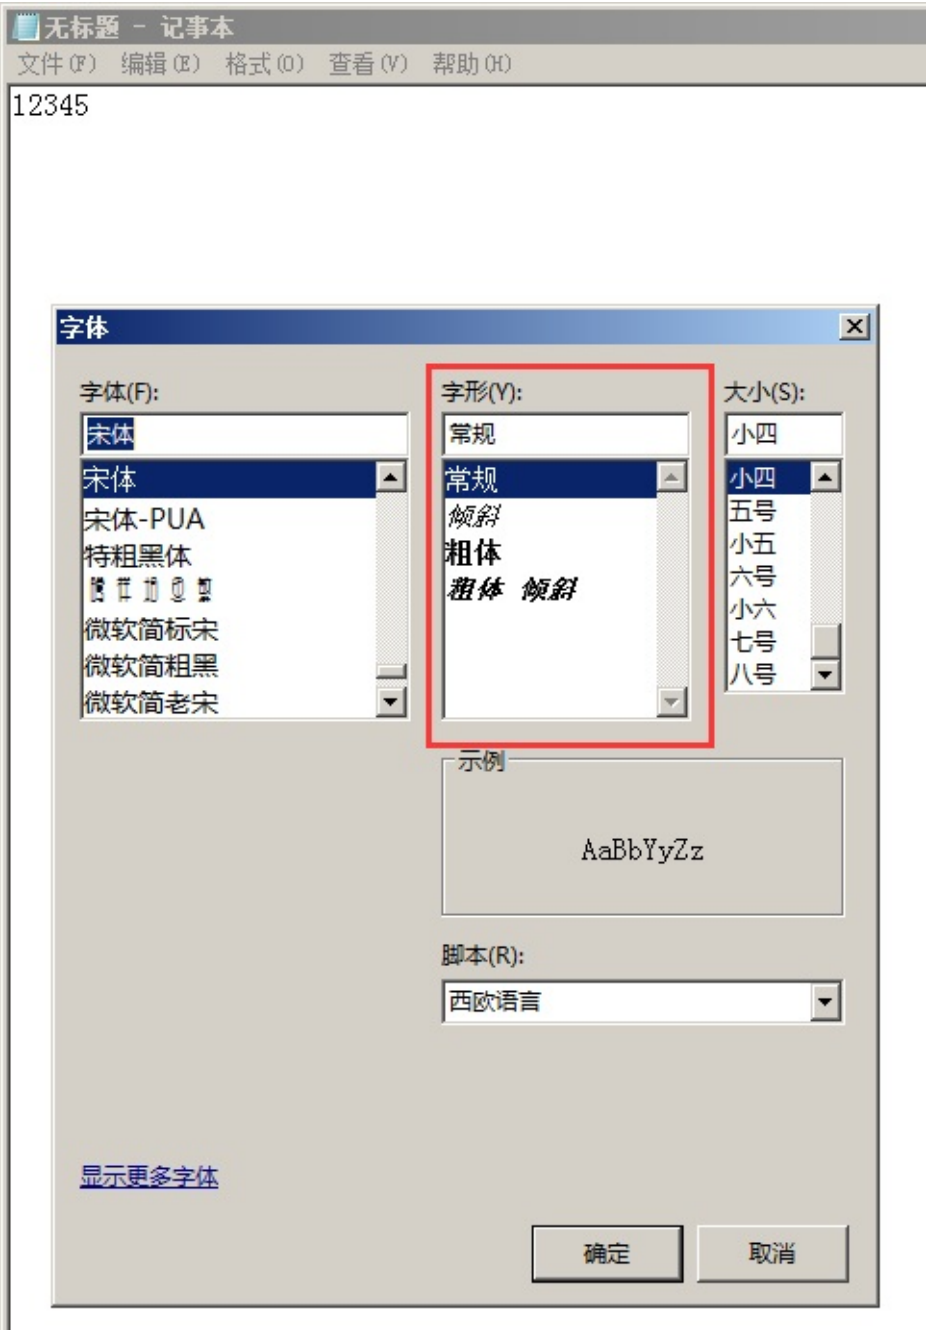 无标题 - 记事本
文件(F) 编辑(E) 格式(O) 查看(V) 帮助(H)
12345
字体
字体(F):
宋体
宋体
宋体-PUA
特粗黑体
微软简标宋
微软简粗黑
微软简老宋
字形(Y):
常规
常规
倾斜
粗体
粗体 倾斜
大小(S):
小四
小四
五号
小五
六号
小六
七号
八号
示例
AaBbYyZz
脚本(R):
西欧语言
显示更多字体
确定
取消